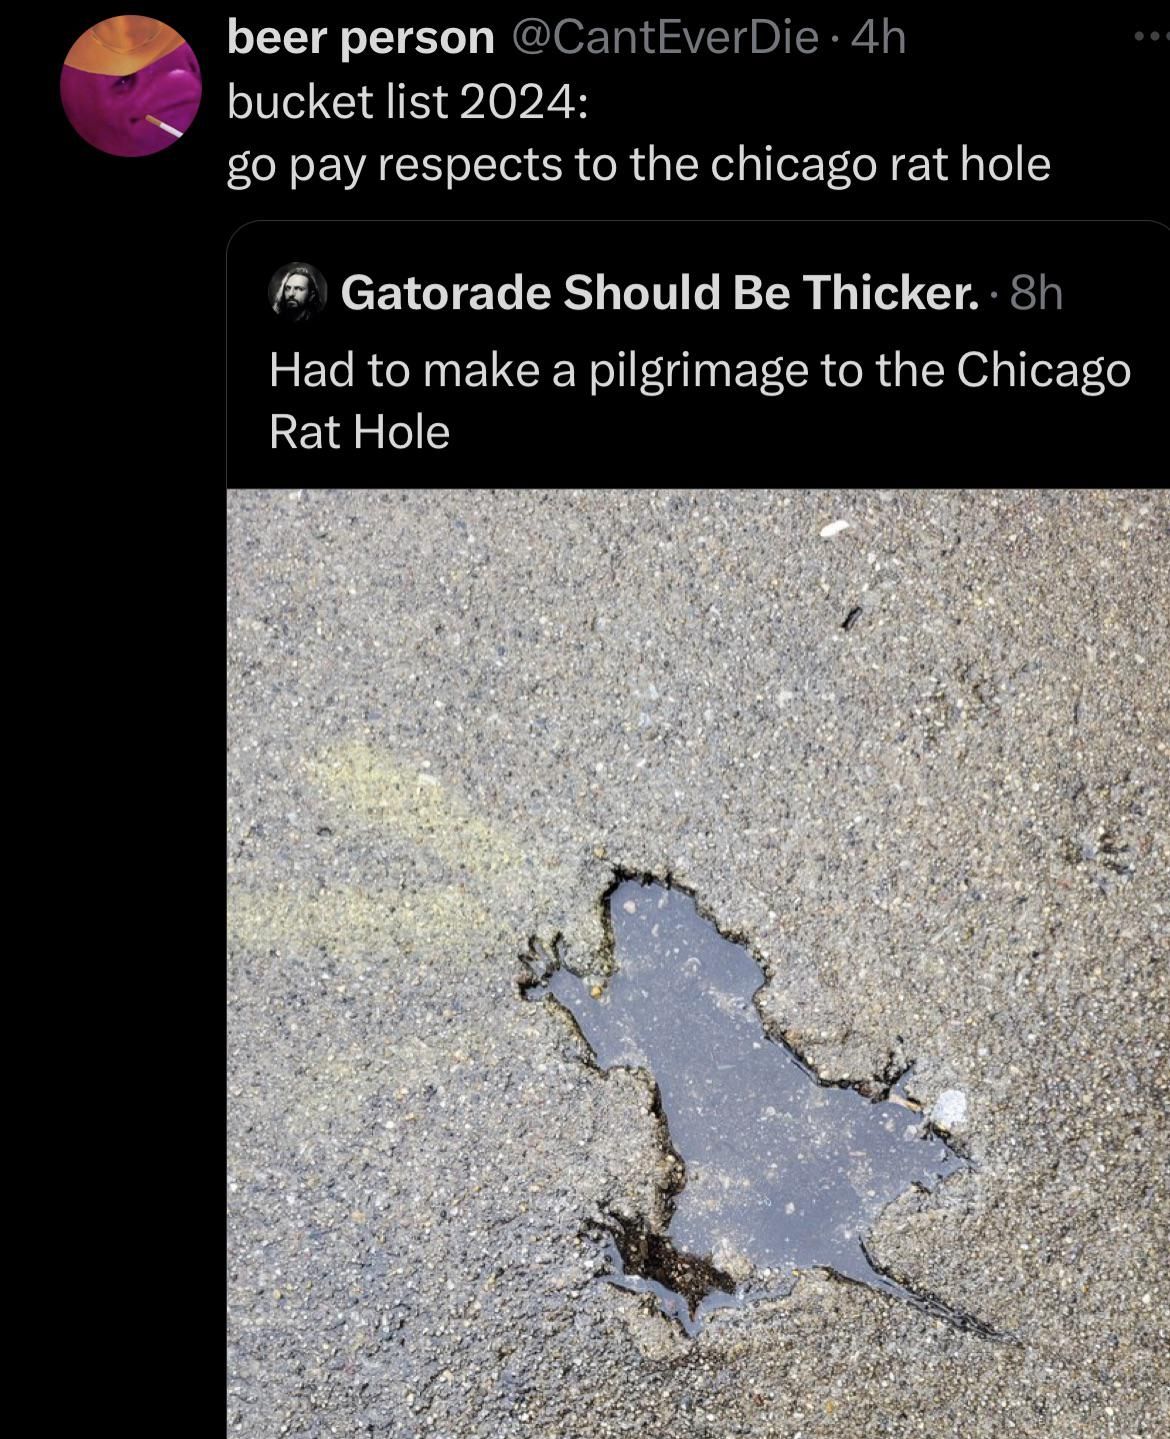 beer person @CantEverDie · 4h
bucket list 2024:
go pay respects to the chicago rat hole
Gatorade Should Be Thicker. · 8h
Had to make a pilgrimage to the Chicago
Rat Hole